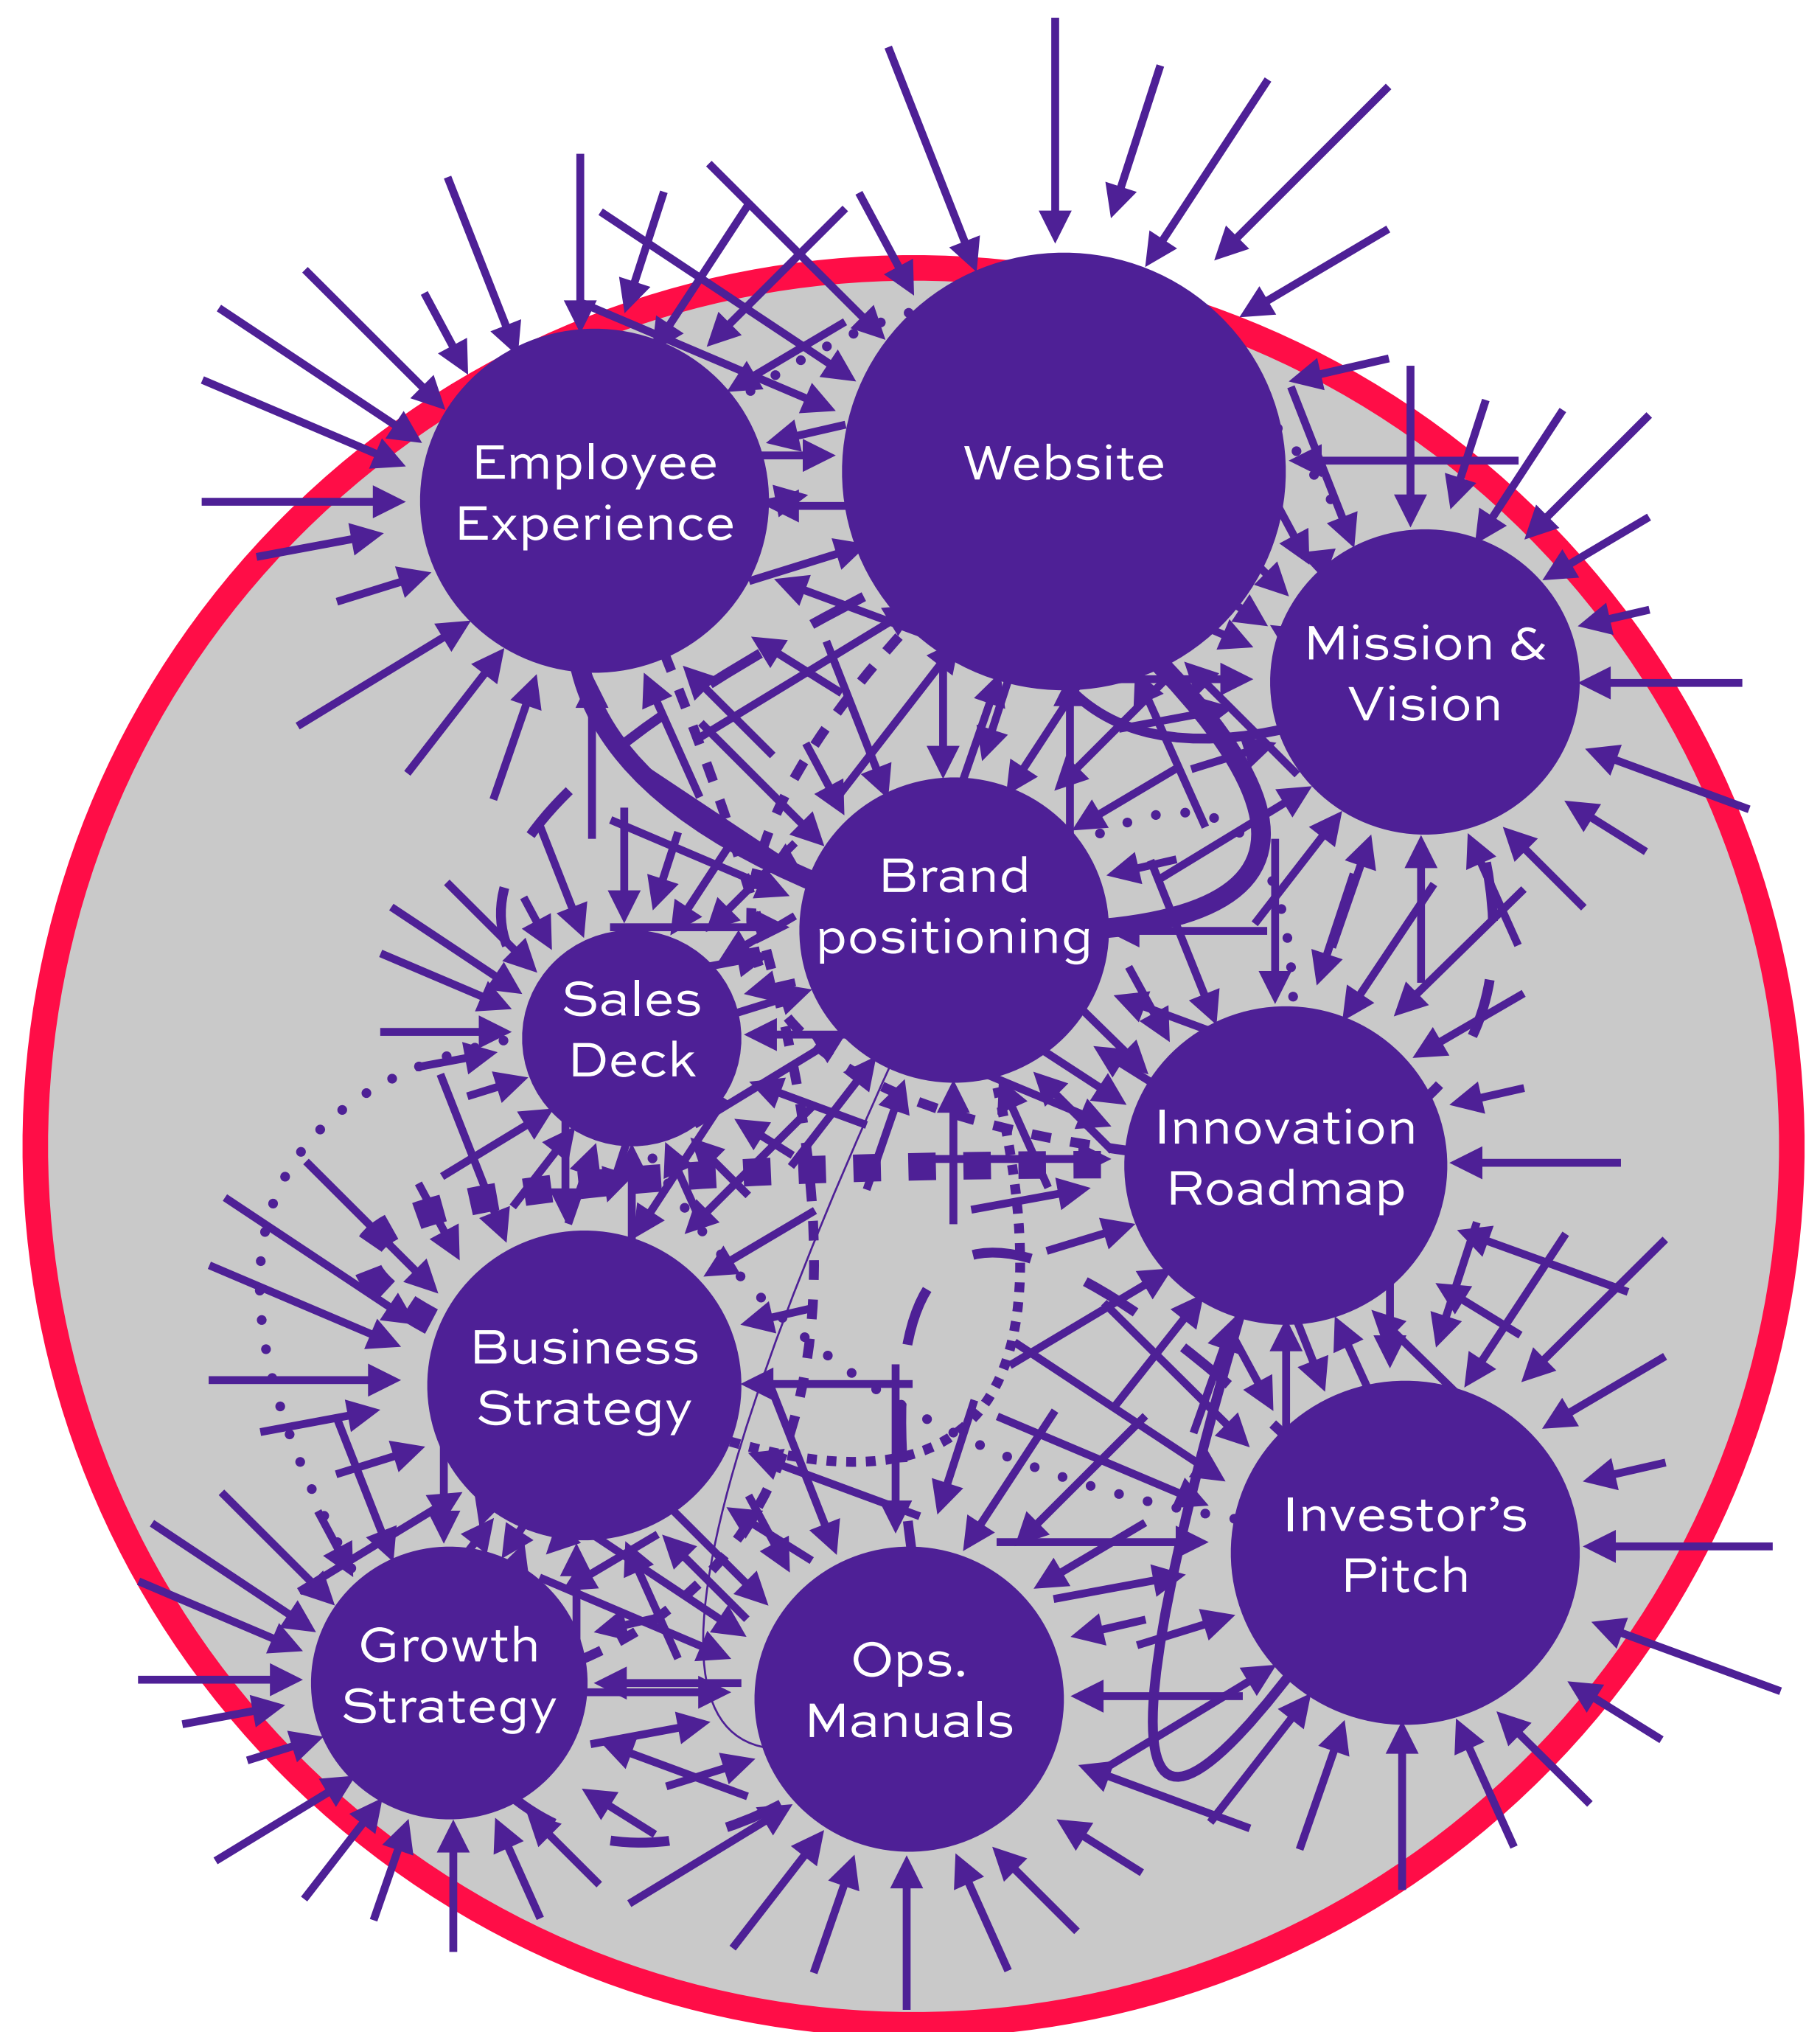 Employee
Experience
Website
Mission &
Vision
Brand
positioning
Sales
Deck
Innovation
Roadmap
Business
Strategy
Investor’s
Pitch
Growth
Strategy
Ops.
Manuals